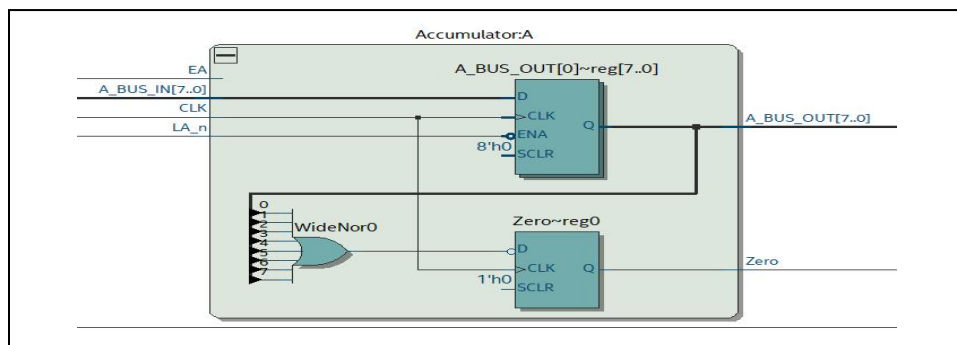 Accumulator:A
EA
A_BUS_IN[7..0]
CLK
LA_n
A_BUS_OUT[0]~reg[7..0]
D
CLK
Q
ENA
8'h0
SCLR
A_BUS_OUT[7..0]
0
1
2
3
4
5
6
7
WideNor0
Zero~reg0
D
CLK
Q
1'h0
SCLR
Zero